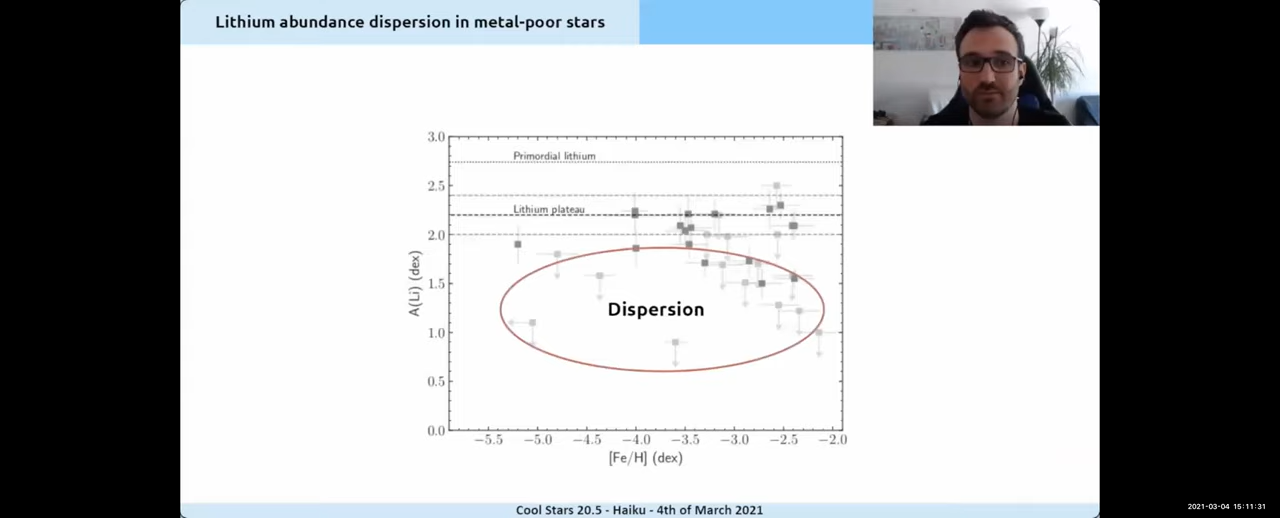 Lithium abundance dispersion in metal-poor stars
3.0
Primordial lithium
2.5
Lithium plateau
2.0
A(Li) (dex)
1.5
Dispersion
1.0
0.5
0.0
−5.5 −5.0 −4.5 −4.0 −3.5 −3.0 −2.5 −2.0
[Fe/H] (dex)
Cool Stars 20.5 - Haiku - 4th of March 2021
2021-03-04 15:11:31